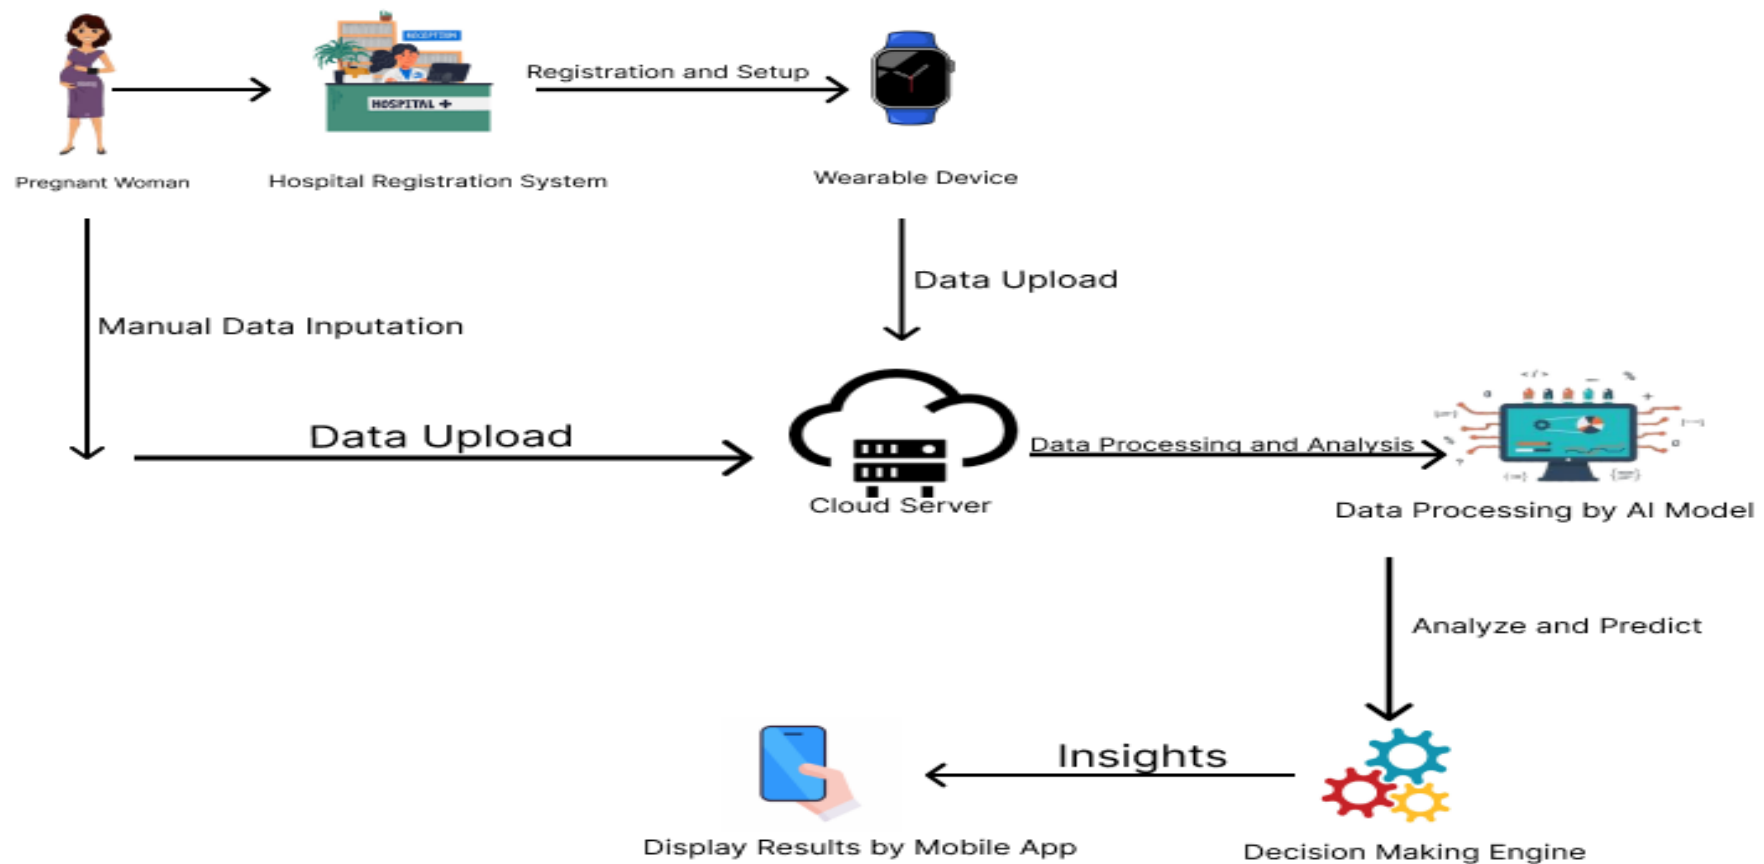 RECEPTION
HOSPITAL +
Registration and Setup
Pregnant Woman
Hospital Registration System
Wearable Device
Data Upload
Manual Data Inputation
Data Upload
Data Processing and Analysis
Cloud Server
</>
Data Processing by AI Model
Analyze and Predict
Insights
Display Results by Mobile App
Decision Making Engine